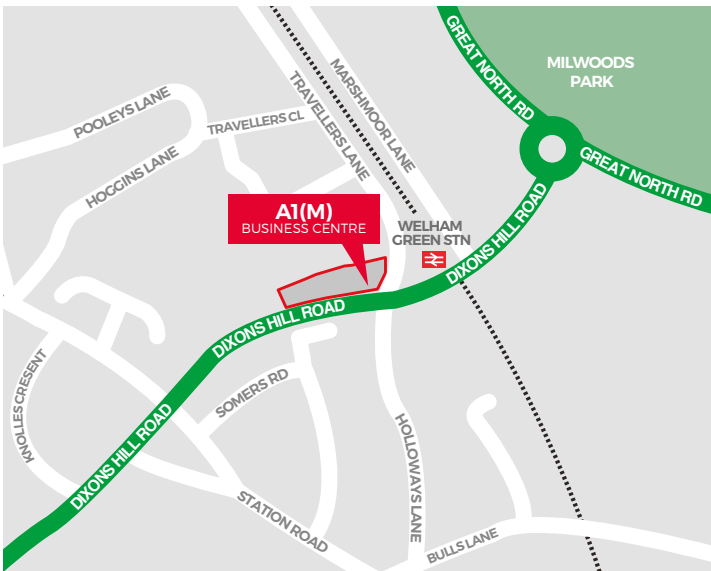 GREAT NORTH RD
MILWOODS
PARK
MARSHMOOR LANE
TRAVELLERS LANE
POOLEYS LANE
TRAVELLERS CL
HOGGINS LANE
GREAT NORTH RD
A1(M)
BUSINESS CENTRE
WELHAM
GREEN STN
DIXONS HILL ROAD
DIXONS HILL ROAD
KNOLLES CRESENT
SOMERS RD
DIXONS HILL ROAD
HOLLOWAYS LANE
STATION ROAD
BULLS LANE